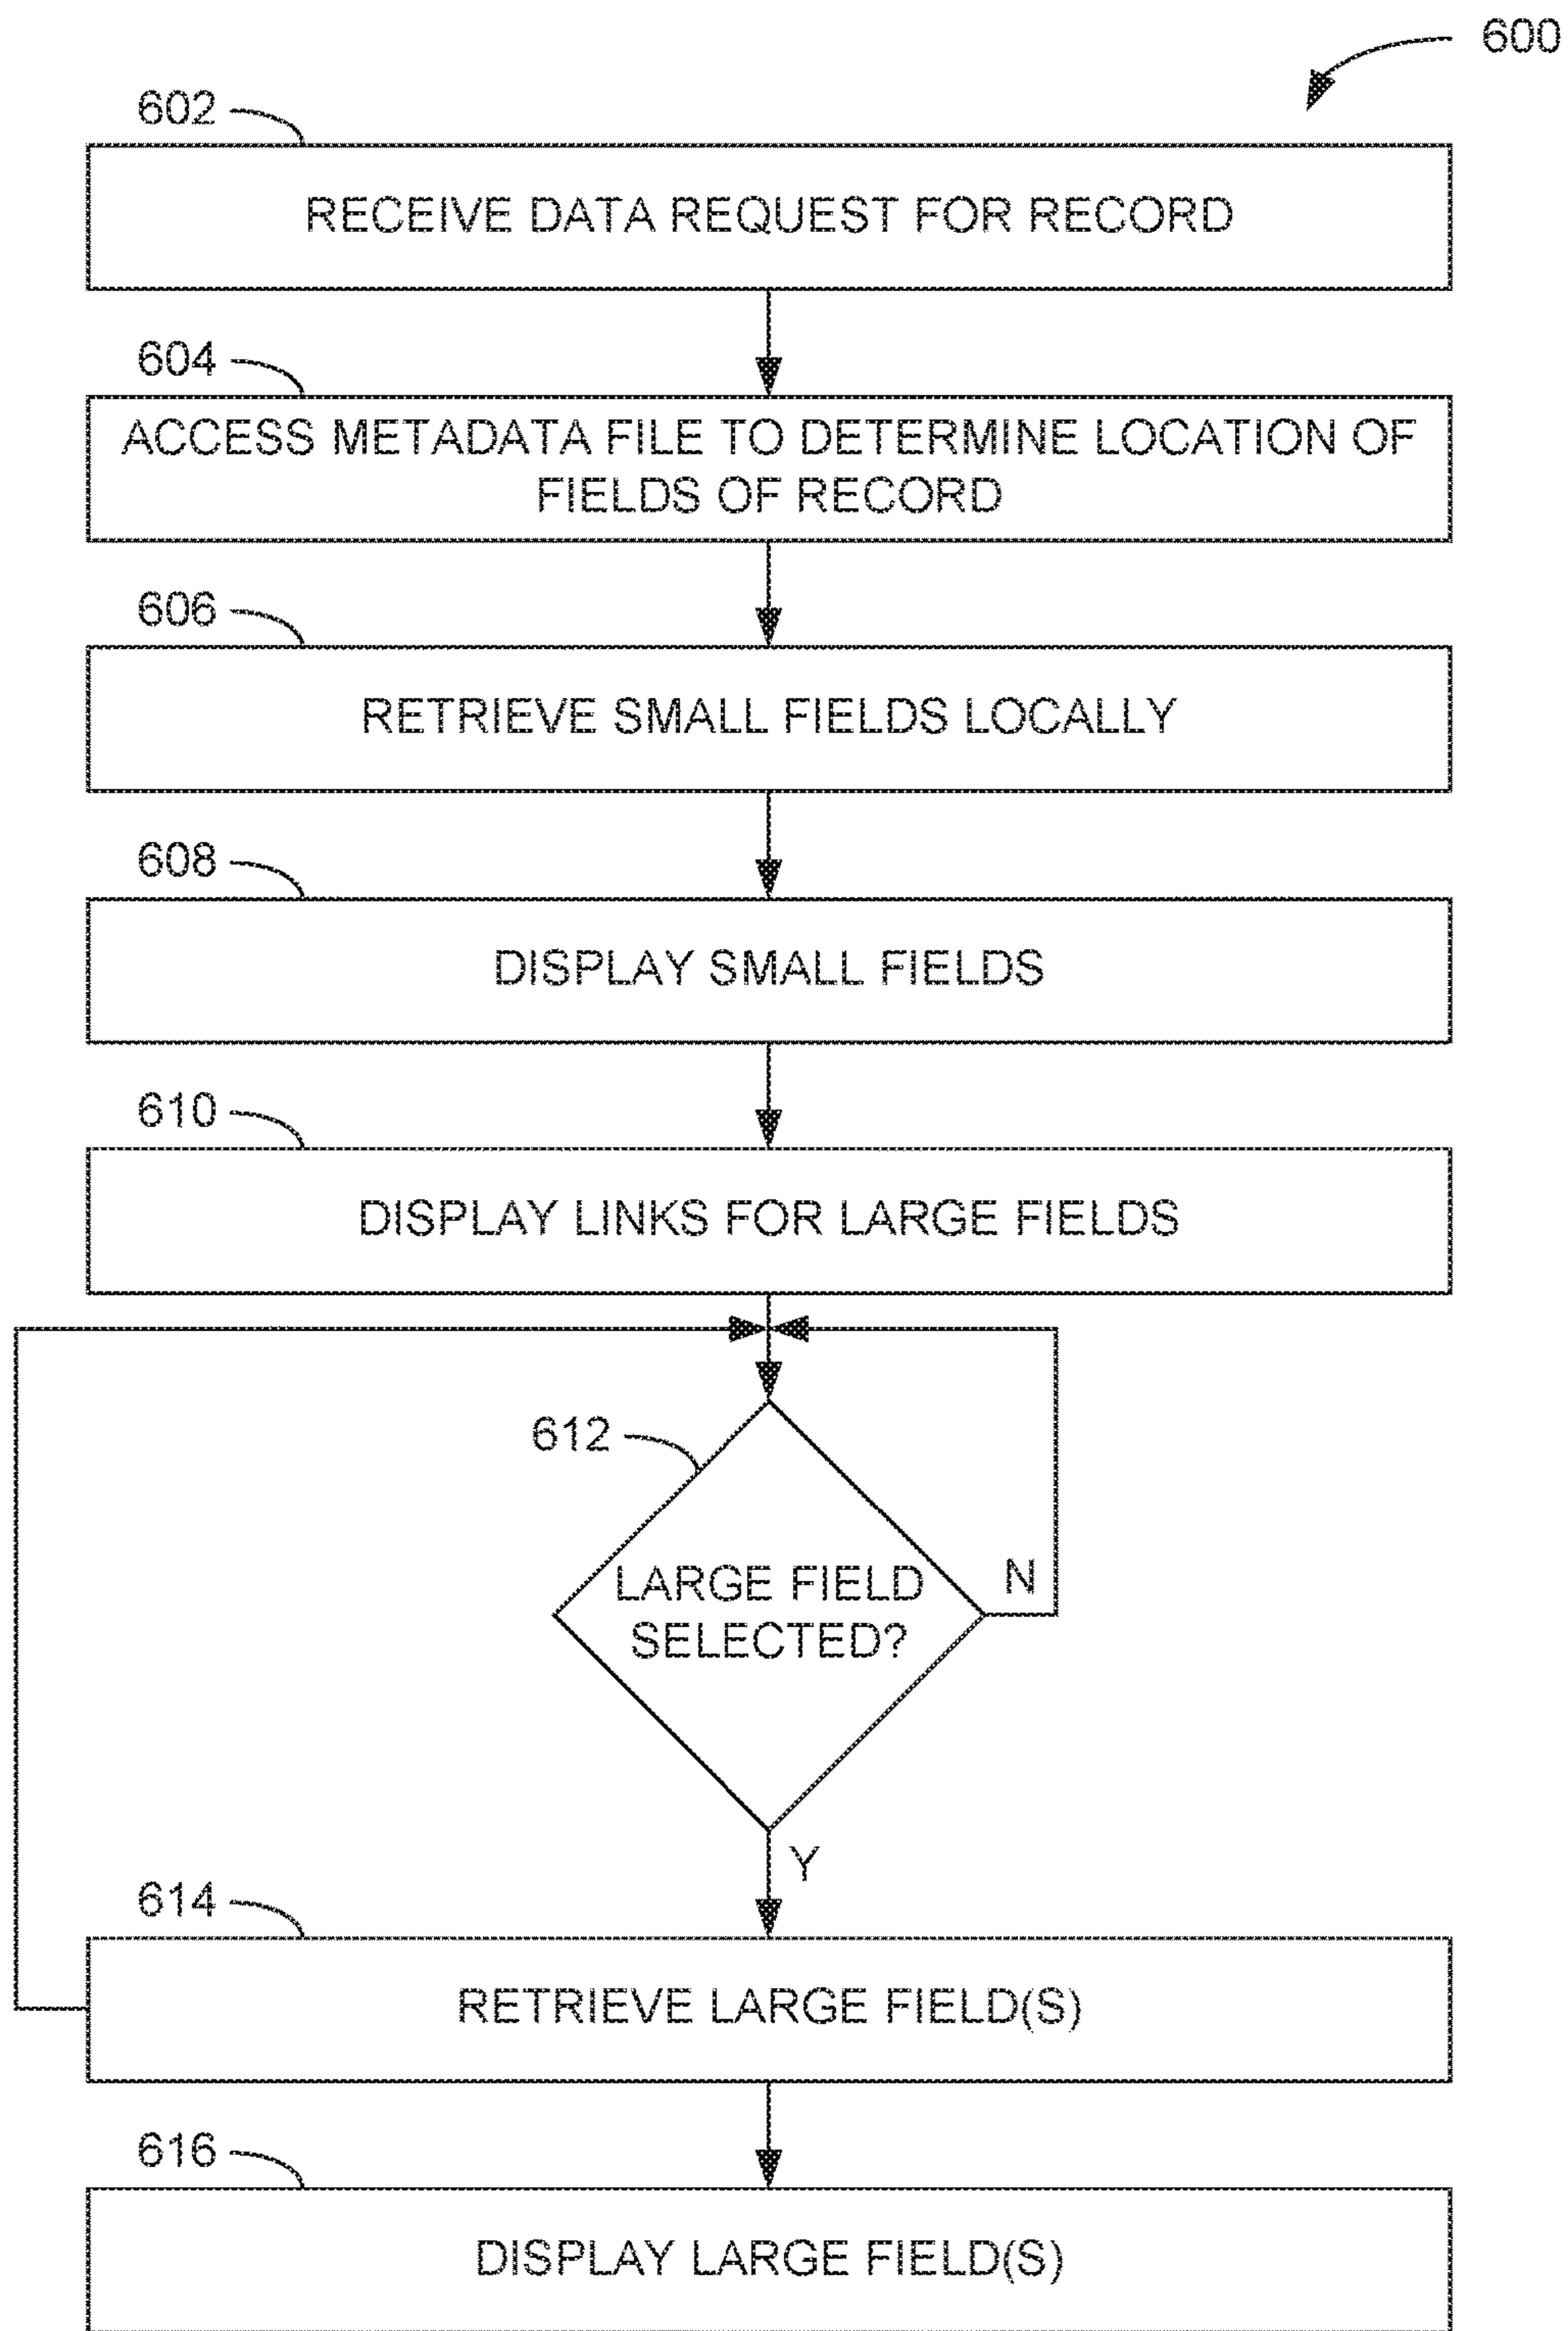 600
602
RECEIVE DATA REQUEST FOR RECORD
604
ACCESS METADATA FILE TO DETERMINE LOCATION OF
FIELDS OF RECORD
606
RETRIEVE SMALL FIELDS LOCALLY
608
DISPLAY SMALL FIELDS
610
DISPLAY LINKS FOR LARGE FIELDS
612
LARGE FIELD
SELECTED?
N
Y
614
RETRIEVE LARGE FIELD(S)
616
DISPLAY LARGE FIELD(S)